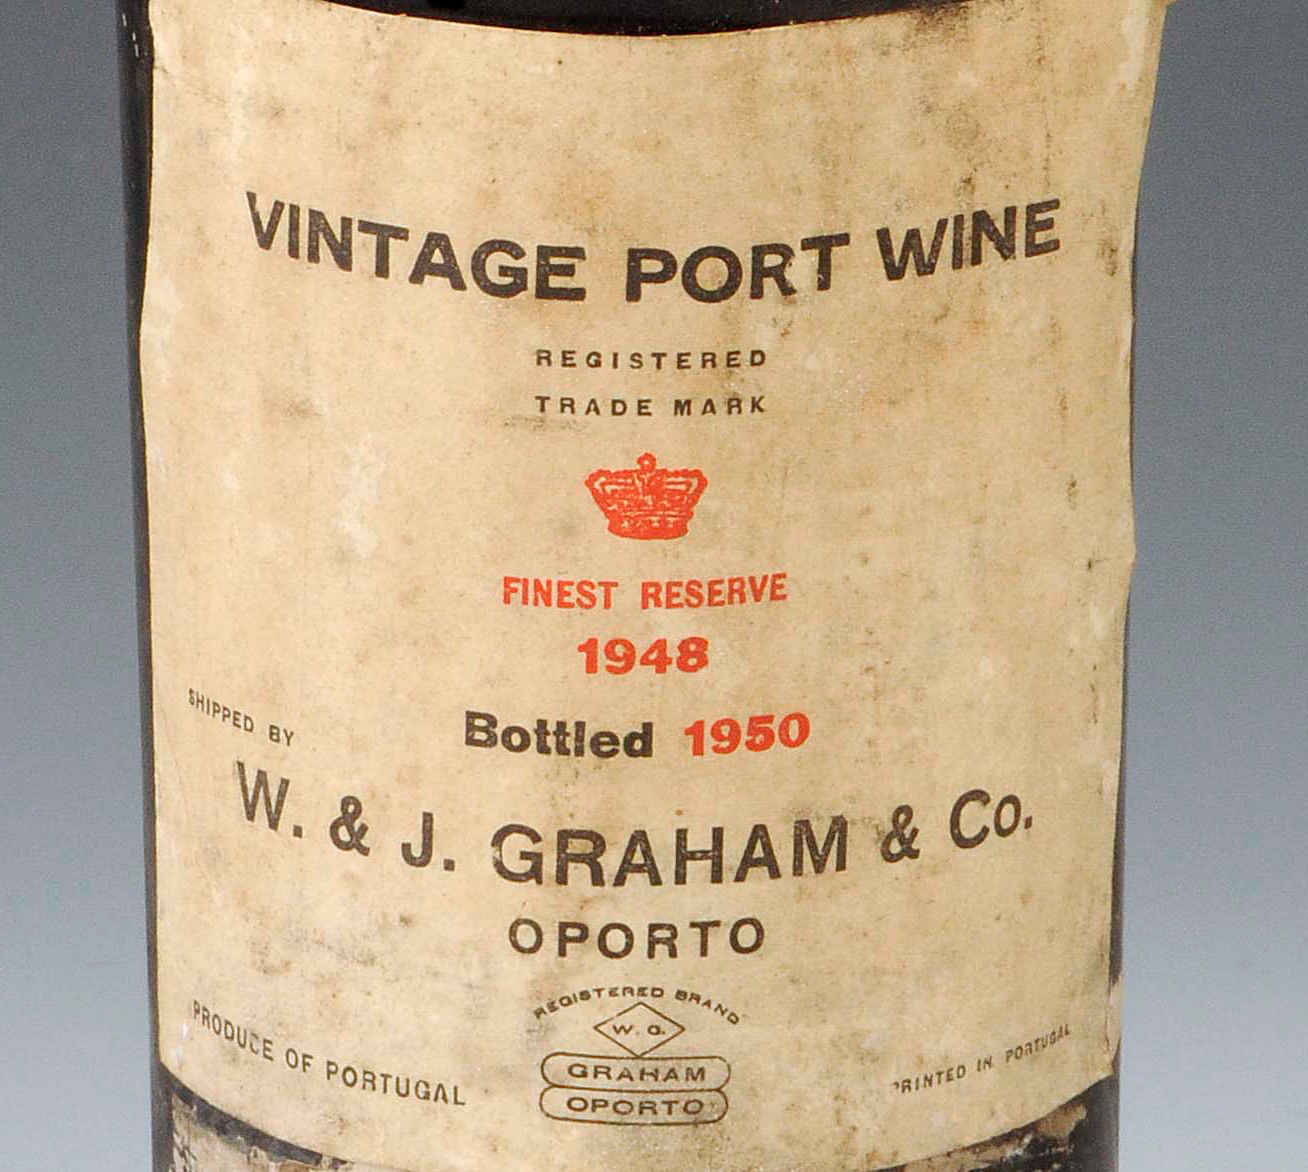 VINTAGE PORT WINE
REGISTERED
TRADE MARK
FINEST RESERVE
1948
Bottled 1950
SHIPPED BY
W. & J. GRAHAM & Co.
OPORTO
REGISTERED BRAND
W. G.
GRAHAM
OPORTO
PRODUCE OF PORTUGAL
PRINTED IN PORTUGAL